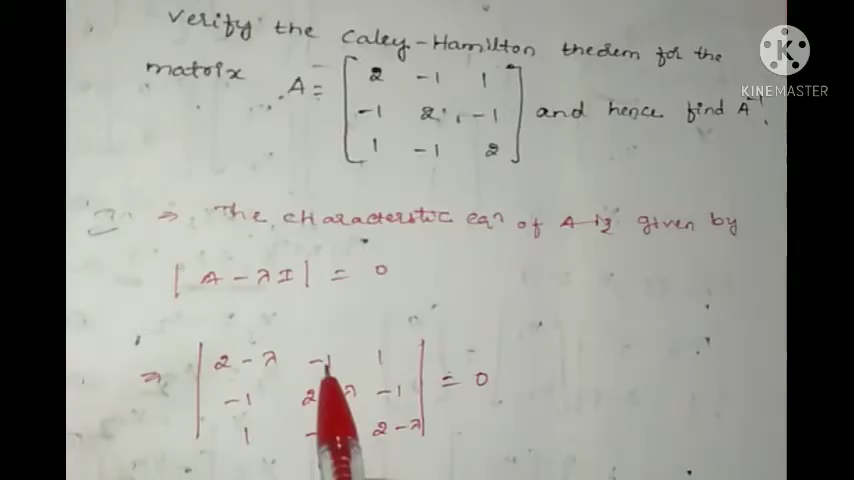 Verify the Caley-Hamilton theorem for the
matrix A = [ 2 -1 1
-1 2 -1
1 -1 2 ] and hence find A⁻¹.
⇒ The characterstic eqn of A is given by
| A - λI | = 0
⇒ | 2-λ -1 1
-1 2 λ -1
1 - 2-λ | = 0
K
KINEMASTER